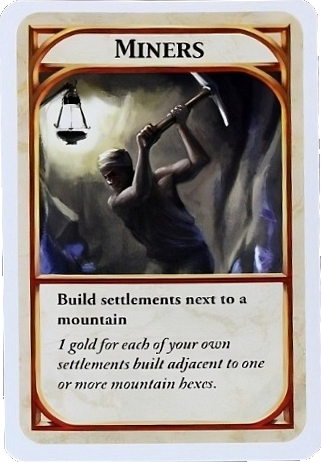 MINERS
Build settlements next to a
mountain
1 gold for each of your own
settlements built adjacent to one
or more mountain hexes.